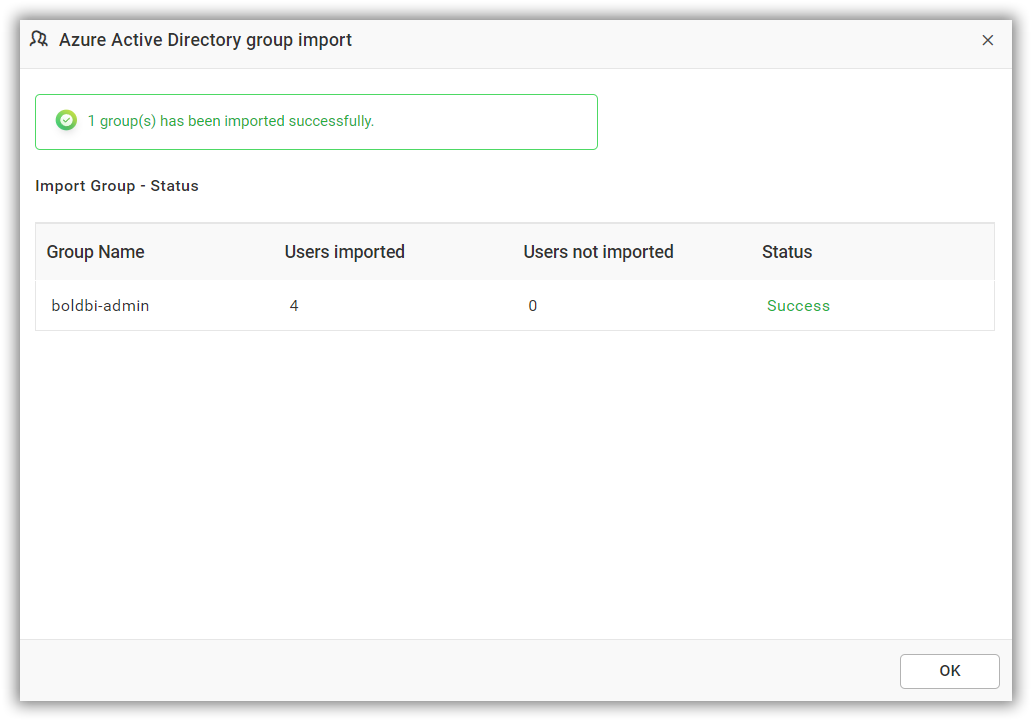 Azure Active Directory group import
1 group(s) has been imported successfully.
Import Group - Status
Group Name Users imported Users not imported Status
boldbi-admin 4 0 Success
OK